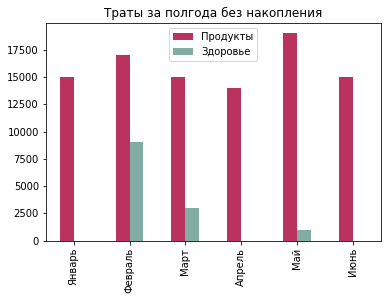 Траты за полгода без накопления
Продукты
Здоровье
17500
15000
12500
10000
7500
5000
2500
0
Январь
Февраль
Март
Апрель
Май
Июнь